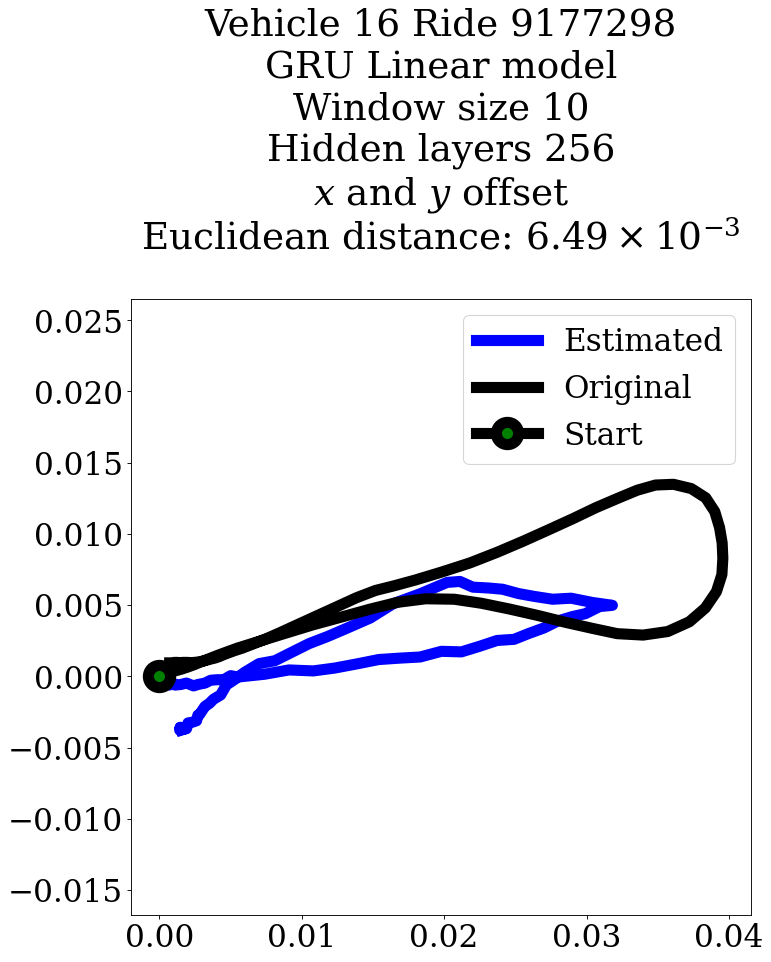 Vehicle 16 Ride 9177298
GRU Linear model
Window size 10
Hidden layers 256
x and y offset
Euclidean distance: 6.49 × 10⁻³
Estimated
Original
Start
0.025
0.020
0.015
0.010
0.005
0.000
−0.005
−0.010
−0.015
0.00 0.01 0.02 0.03 0.04